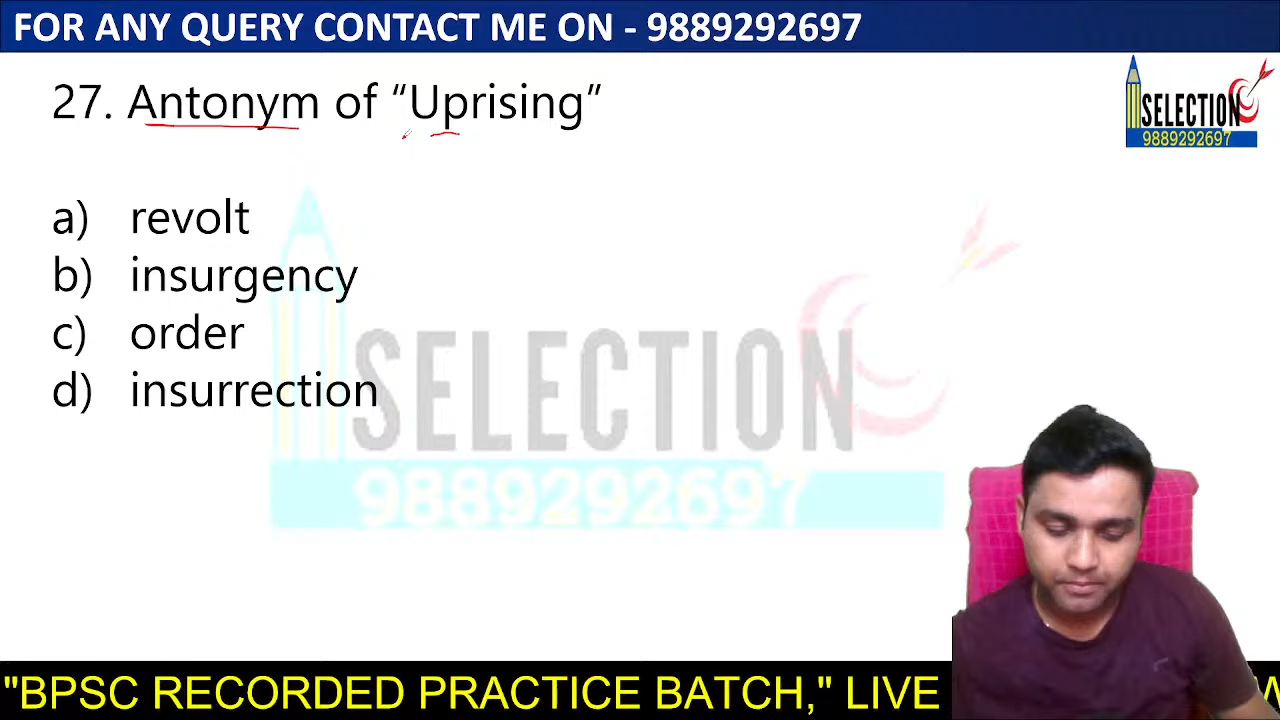 FOR ANY QUERY CONTACT ME ON - 9889292697
27. Antonym of “Uprising”
SELECTION
9889292697
a) revolt
b) insurgency
c) order
d) insurrection
SELECTION
9889292697
"BPSC RECORDED PRACTICE BATCH," LIVE